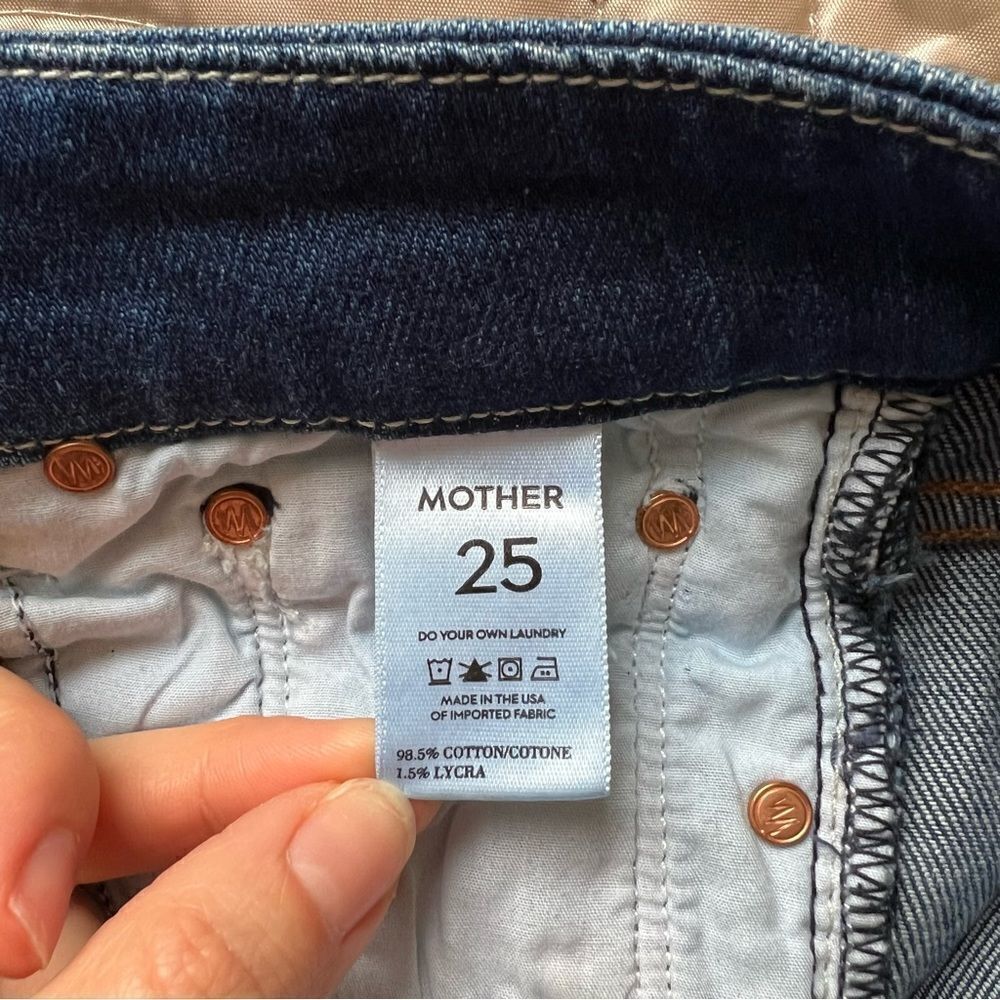 MOTHER
25
DO YOUR OWN LAUNDRY
MADE IN THE USA
OF IMPORTED FABRIC
98.5% COTTON/COTONE
1.5% LYCRA